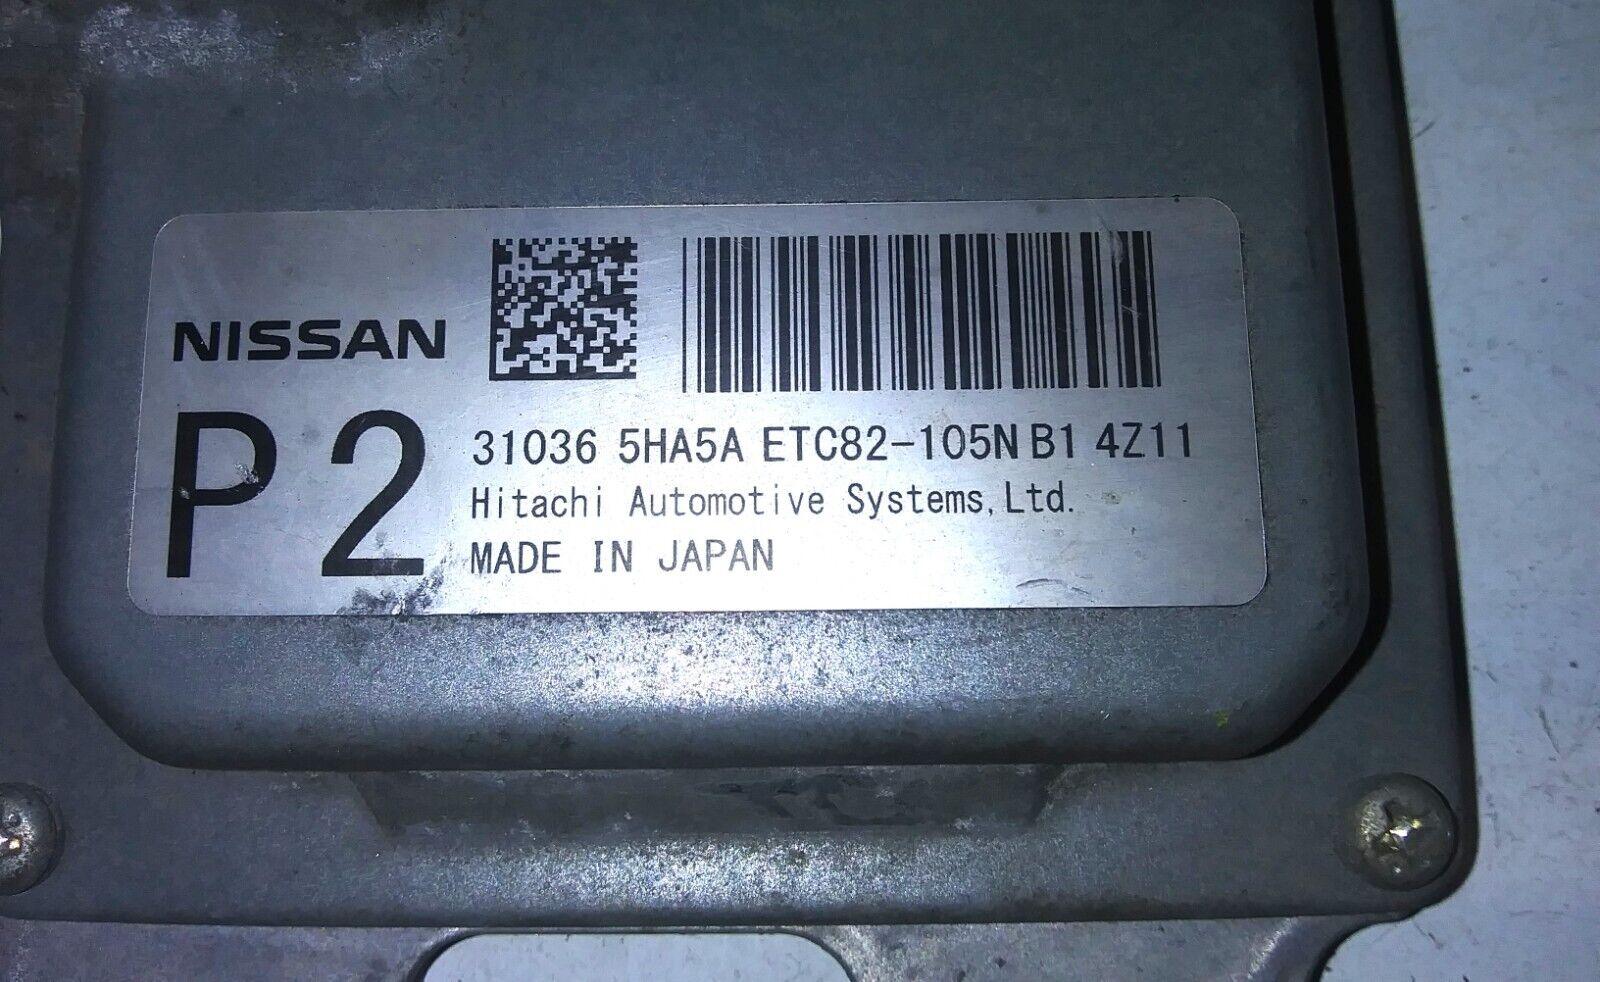 NISSAN
P2
31036 5HA5A ETC82-105N B1 4Z11
Hitachi Automotive Systems,Ltd.
MADE IN JAPAN